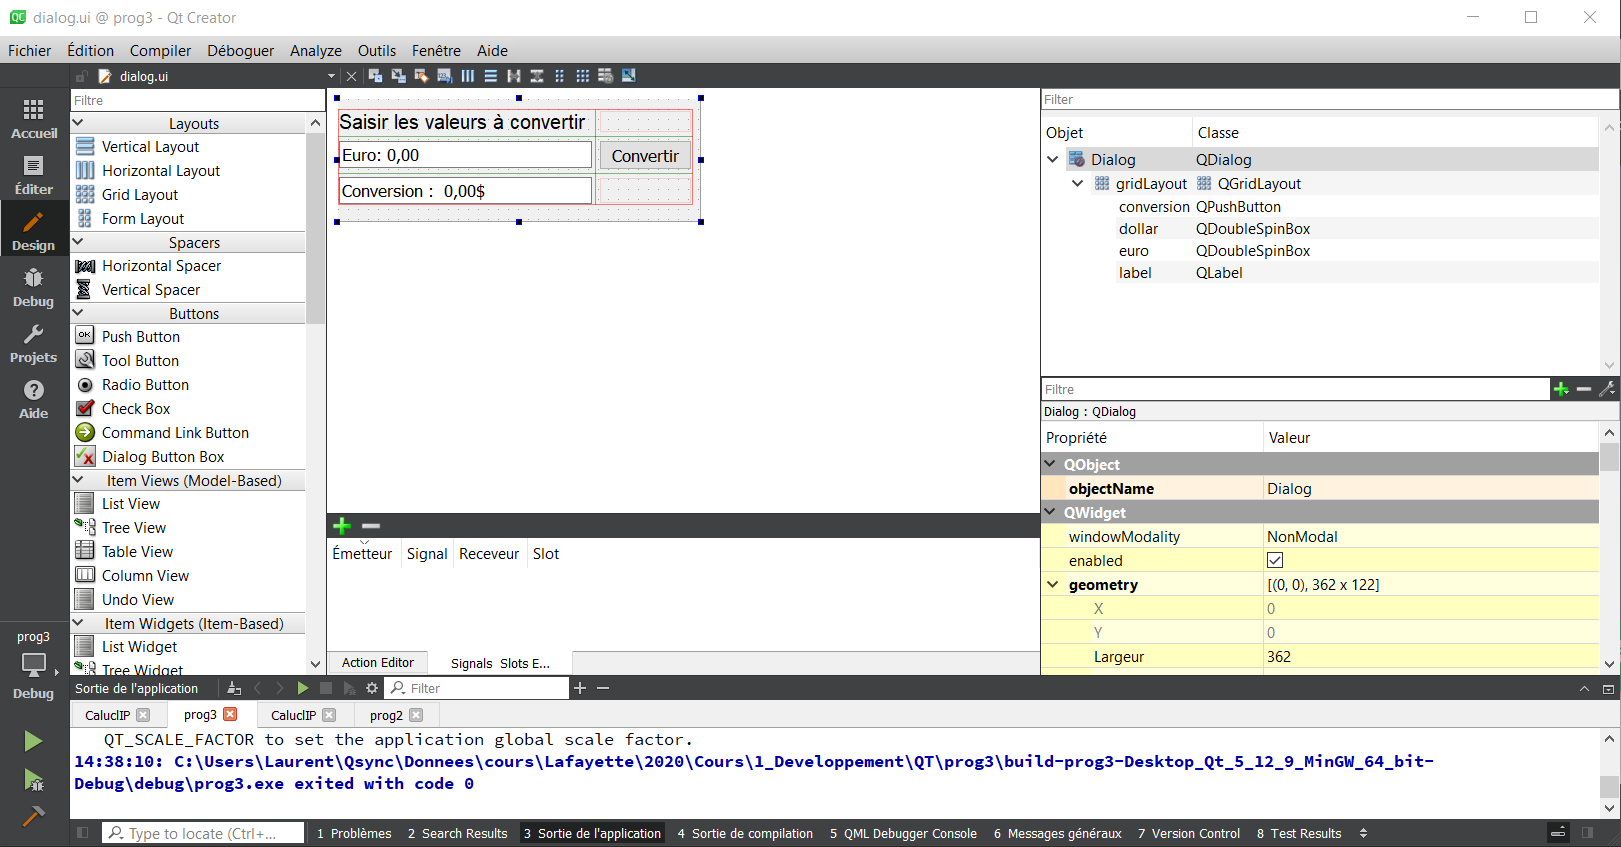 QC dialog.ui @ prog3 - Qt Creator
Fichier Édition Compiler Déboguer Analyze Outils Fenêtre Aide
dialog.ui
Accueil
Éditer
Design
Debug
Projets
Aide
prog3
Debug
Filtre
Layouts
Vertical Layout
Horizontal Layout
Grid Layout
Form Layout
Spacers
Horizontal Spacer
Vertical Spacer
Buttons
OK Push Button
Tool Button
Radio Button
Check Box
Command Link Button
Dialog Button Box
Item Views (Model-Based)
List View
Tree View
Table View
Column View
Undo View
Item Widgets (Item-Based)
List Widget
Tree Widget
Saisir les valeurs à convertir
Euro: 0,00 Convertir
Conversion : 0,00$
Émetteur Signal Receveur Slot
Action Editor Signals Slots E...
Filter
Objet Classe
Dialog QDialog
gridLayout QGridLayout
conversion QPushButton
dollar QDoubleSpinBox
euro QDoubleSpinBox
label QLabel
Filtre
Dialog : QDialog
Propriété Valeur
QObject
objectName Dialog
QWidget
windowModality NonModal
enabled
geometry [(0, 0), 362 x 122]
X 0
Y 0
Largeur 362
Sortie de l'application Filter
CaluclIP prog3 CaluclIP prog2
QT_SCALE_FACTOR to set the application global scale factor.
14:38:10: C:\Users\Laurent\Qsync\Donnees\cours\Lafayette\2020\Cours\1_Developpement\QT\prog3\build-prog3-Desktop_Qt_5_12_9_MinGW_64_bit-
Debug\debug\prog3.exe exited with code 0
Type to locate (Ctrl+... 1 Problèmes 2 Search Results 3 Sortie de l'application 4 Sortie de compilation 5 QML Debugger Console 6 Messages généraux 7 Version Control 8 Test Results